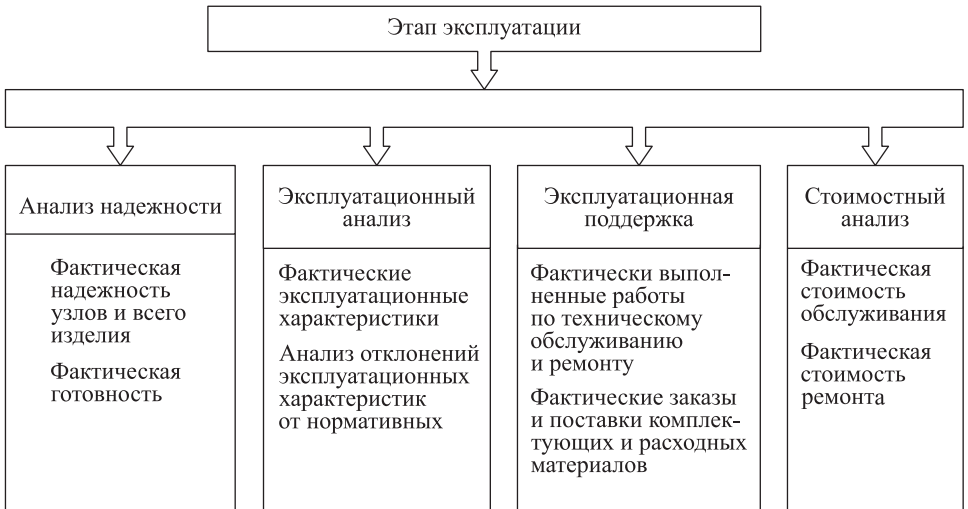 Этап эксплуатации
Анализ надежности
Фактическая
надежность
узлов и всего
изделия
Фактическая
готовность
Эксплуатационный
анализ
Фактические
эксплуатационные
характеристики
Анализ отклонений
эксплуатационных
характеристик
от нормативных
Эксплуатационная
поддержка
Фактически выпол-
ненные работы
по техническому
обслуживанию
и ремонту
Фактические заказы
и поставки комплек-
тующих и расходных
материалов
Стоимостный
анализ
Фактическая
стоимость
обслуживания
Фактическая
стоимость
ремонта